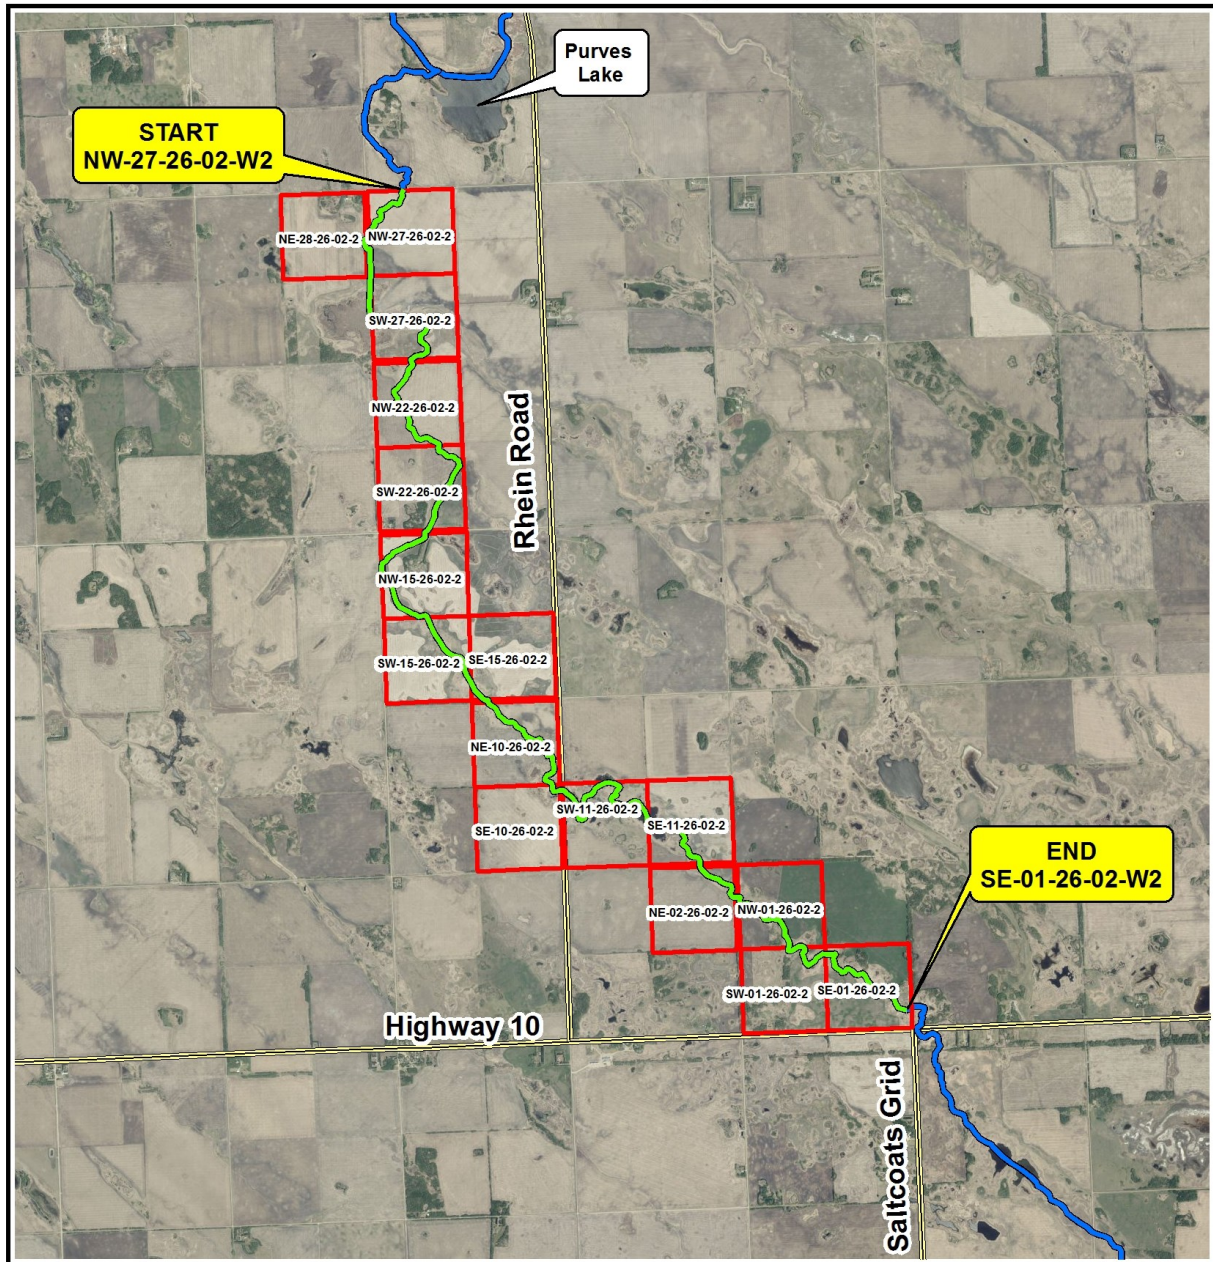 Purves
Lake
START
NW-27-26-02-W2
NE-28-26-02-2
NW-27-26-02-2
SW-27-26-02-2
NW-22-26-02-2
Rhein Road
SW-22-26-02-2
NW-15-26-02-2
SW-15-26-02-2
SE-15-26-02-2
NE-10-26-02-2
SW-11-26-02-2
SE-10-26-02-2
SE-11-26-02-2
END
SE-01-26-02-W2
NE-02-26-02-2
NW-01-26-02-2
SW-01-26-02-2
SE-01-26-02-2
Highway 10
Saltcoats Grid